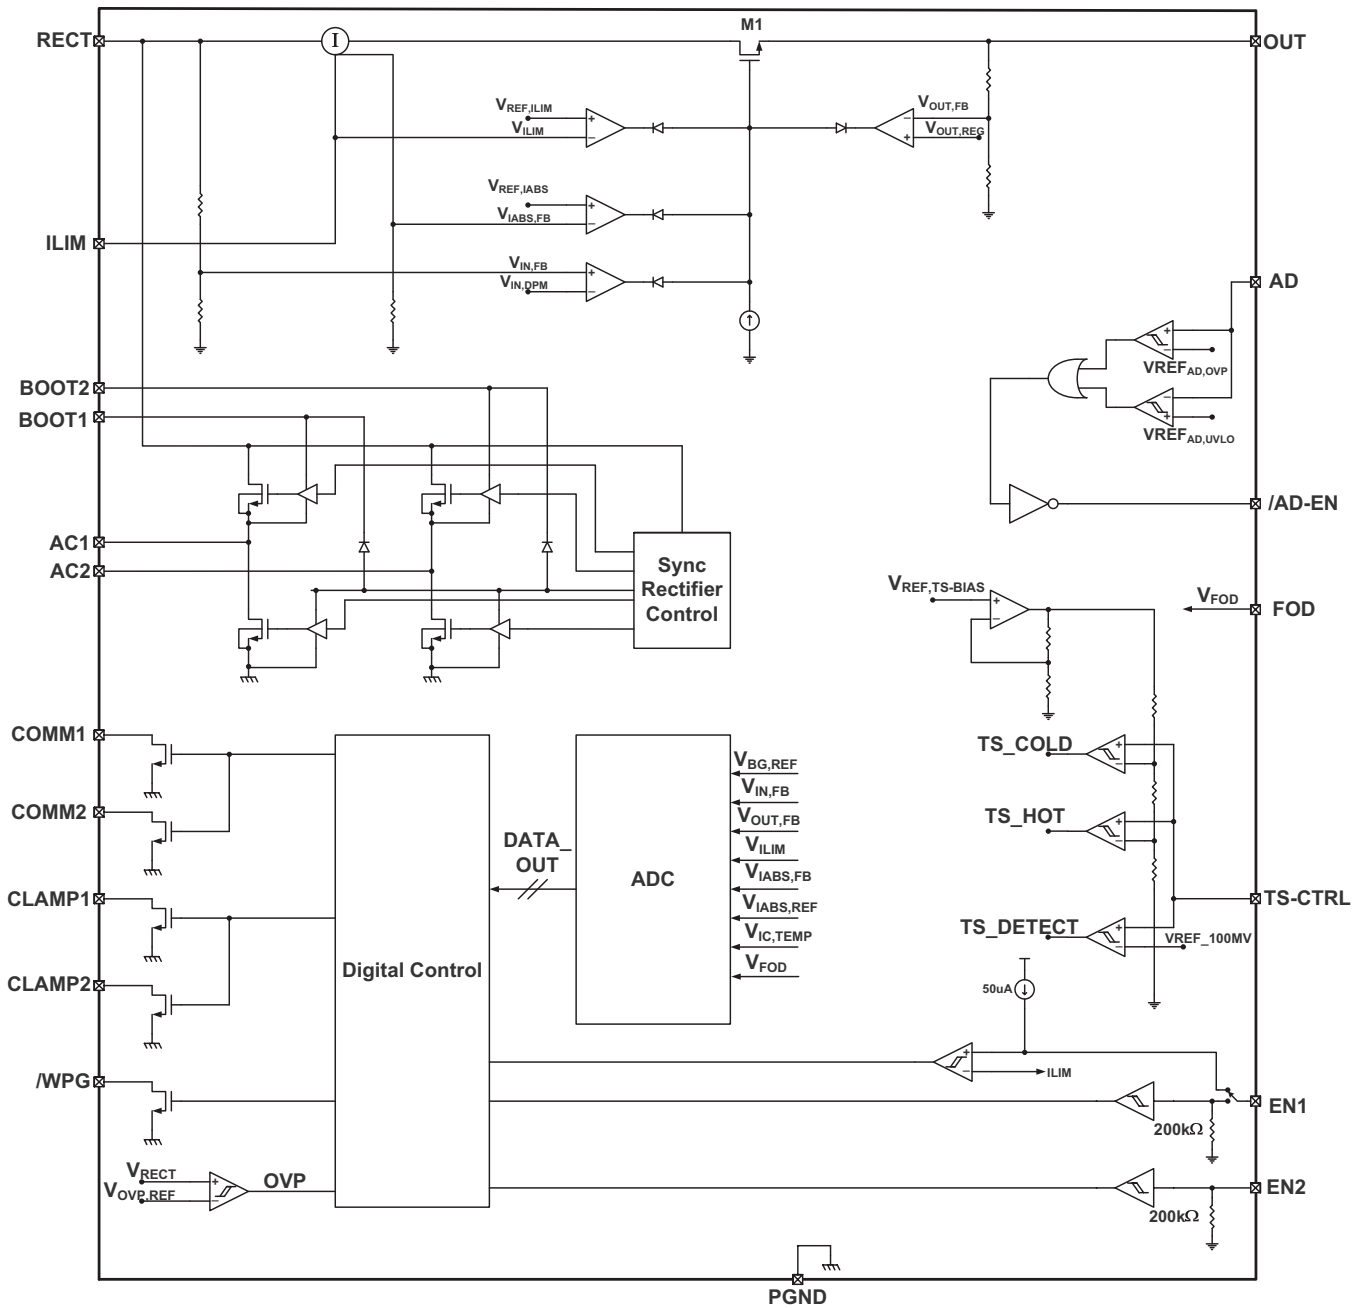 M1
RECT
I
OUT
VREF,ILIM
+
VILIM
−
VOUT,FB
−
VOUT,REG
+
VREF,IABS
+
VIABS,FB
−
ILIM
VIN,FB
+
VIN,DPM
−
AD
+
−
VREFAD,OVP
−
+
VREFAD,UVLO
BOOT2
BOOT1
/AD-EN
AC1
AC2
Sync
Rectifier
Control
VREF,TS-BIAS
+
−
VFOD
FOD
COMM1
COMM2
CLAMP1
CLAMP2
/WPG
Digital Control
DATA_
OUT
ADC
VBG,REF
VIN,FB
VOUT,FB
VILIM
VIABS,FB
VIABS,REF
VIC,TEMP
VFOD
TS_COLD
+
−
TS_HOT
+
−
TS-CTRL
TS_DETECT
+
−
VREF_100MV
50uA
+
−
ILIM
EN1
200kΩ
VRECT
+
VOVP,REF
−
OVP
EN2
200kΩ
PGND